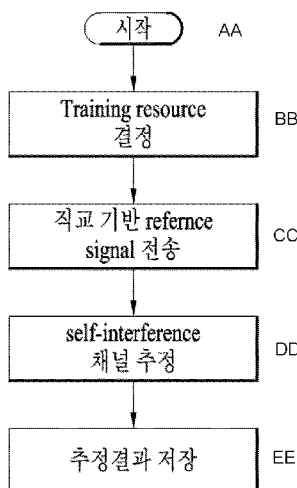 시작
AA
Training resource
결정
BB
직교 기반 refernce
signal 전송
CC
self-interference
채널 추정
DD
추정결과 저장
EE